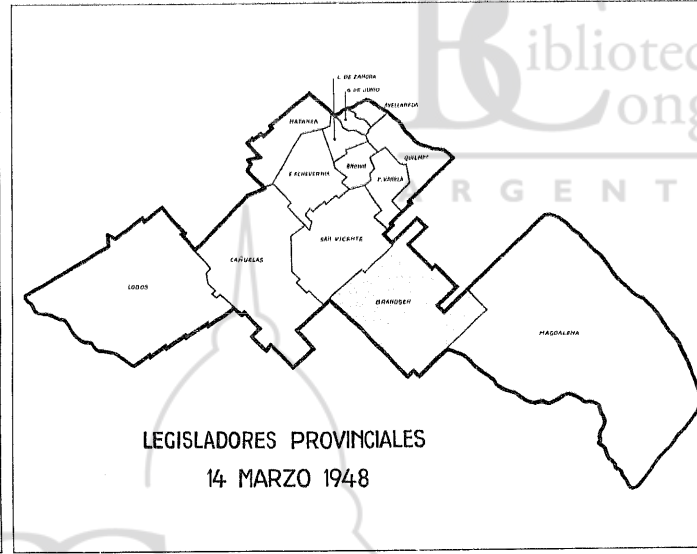 L. DE ZAMORA
6 DE JUNIO
AVELLANEDA
MATANZA
QUILMES
E. ECHEVERRIA
BROWN
F. VARELA
SAN VICENTE
CAÑUELAS
LOBOS
BRANDSEN
MAGDALENA
LEGISLADORES PROVINCIALES
14 MARZO 1948
B
ibliotec
C
ong
ARGENT